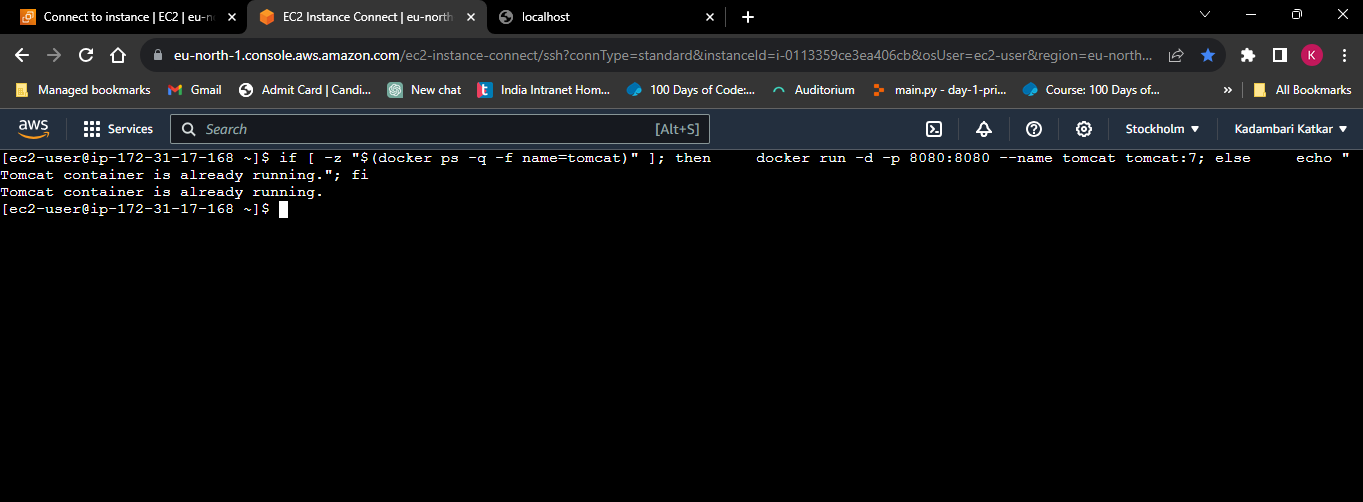 Connect to instance | EC2 | eu-n
EC2 Instance Connect | eu-north
localhost
eu-north-1.console.aws.amazon.com/ec2-instance-connect/ssh?connType=standard&instanceId=i-0113359ce3ea406cb&osUser=ec2-user&region=eu-north...
K
Managed bookmarks
Gmail
Admit Card | Candi...
New chat
India Intranet Hom...
100 Days of Code:...
Auditorium
main.py - day-1-pri...
Course: 100 Days of...
»
All Bookmarks
aws
Services
Search
[Alt+S]
Stockholm
Kadambari Katkar
[ec2-user@ip-172-31-17-168 ~]$ if [ -z "$(docker ps -q -f name=tomcat)" ]; then     docker run -d -p 8080:8080 --name tomcat tomcat:7; else     echo "
Tomcat container is already running."; fi
Tomcat container is already running.
[ec2-user@ip-172-31-17-168 ~]$